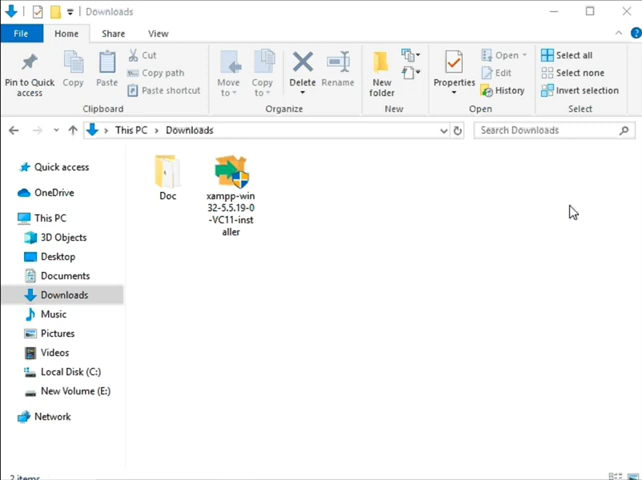 Downloads
File Home Share View
Pin to Quick access
Copy
Paste
Cut
Copy path
Paste shortcut
Clipboard
Move to
Copy to
Delete
Rename
Organize
New folder
New
Properties
Open
Edit
History
Open
Select all
Select none
Invert selection
Select
This PC > Downloads
Search Downloads
Quick access
OneDrive
This PC
3D Objects
Desktop
Documents
Downloads
Music
Pictures
Videos
Local Disk (C:)
New Volume (E:)
Network
Doc
xampp-win
32-5.5.19-0
-VC11-inst
aller
2 items